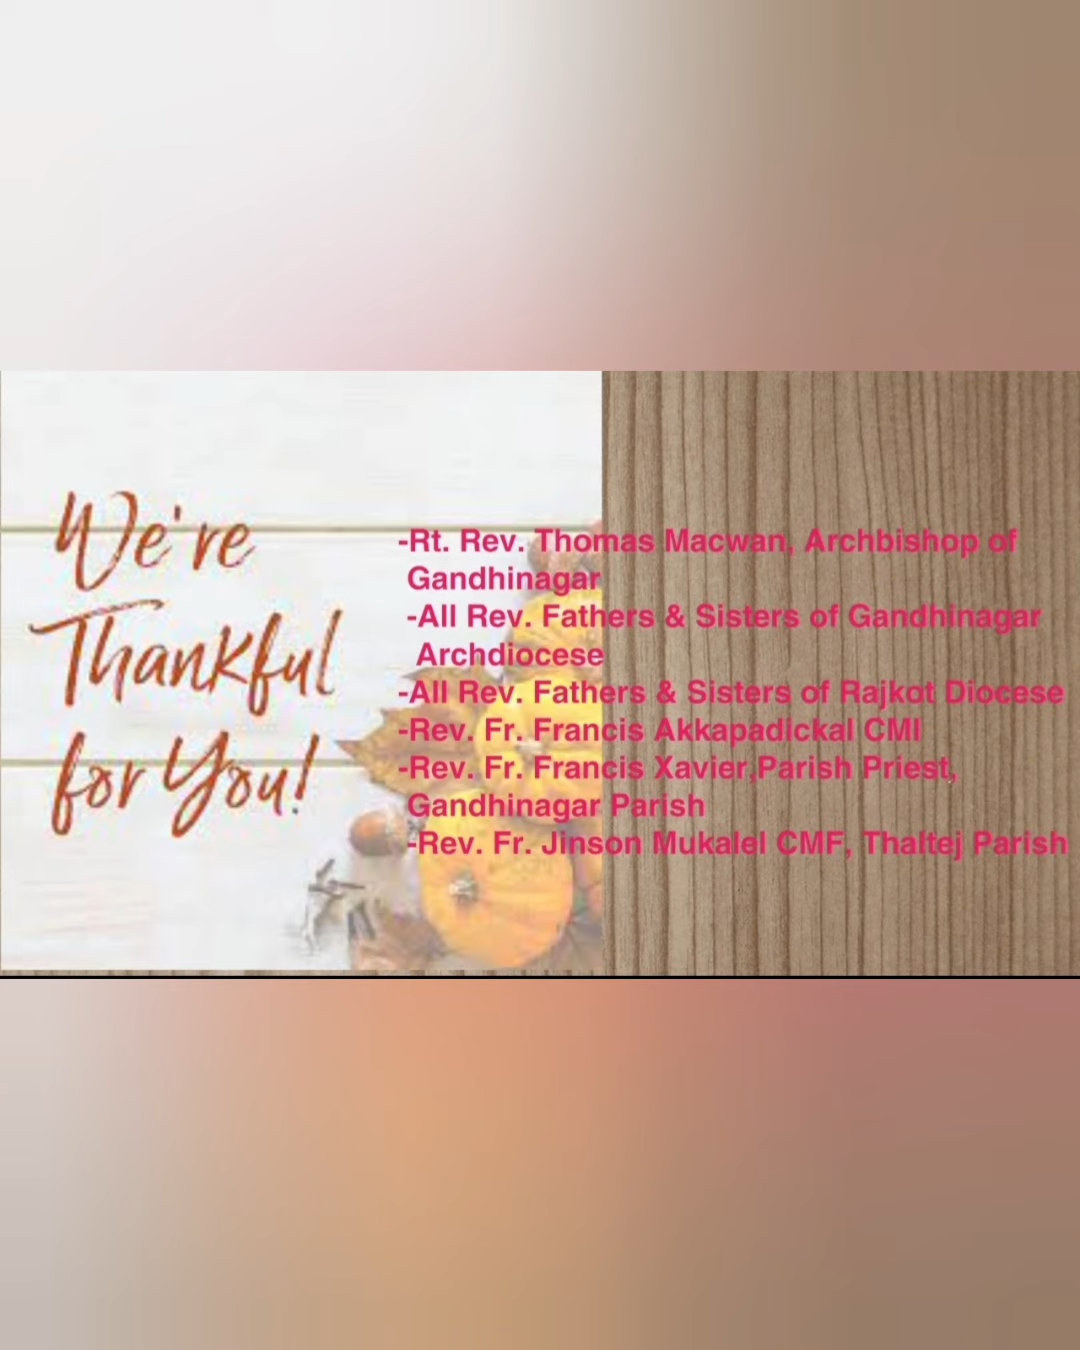 We're
Thankful
for You!
-Rt. Rev. Thomas Macwan, Archbishop of
Gandhinagar
-All Rev. Fathers & Sisters of Gandhinagar
Archdiocese
-All Rev. Fathers & Sisters of Rajkot Diocese
-Rev. Fr. Francis Akkapadickal CMI
-Rev. Fr. Francis Xavier,Parish Priest,
Gandhinagar Parish
-Rev. Fr. Jinson Mukalel CMF, Thaltej Parish